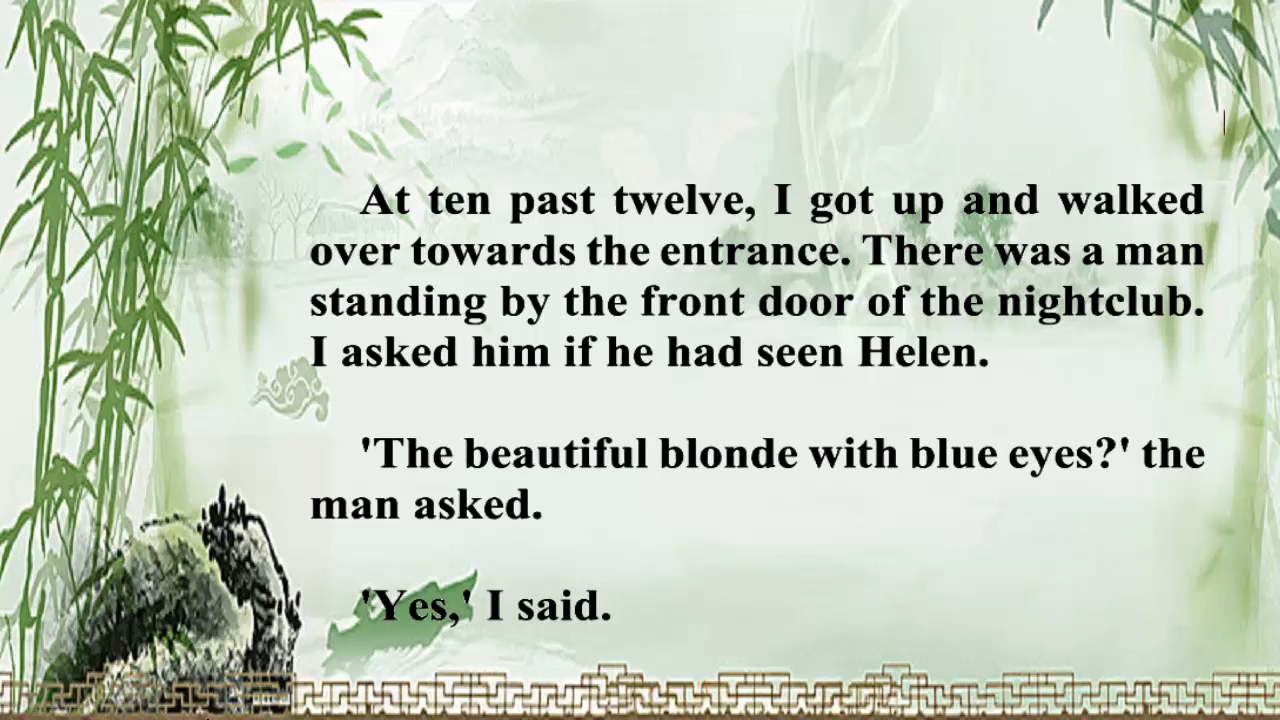 At ten past twelve, I got up and walked
over towards the entrance. There was a man
standing by the front door of the nightclub.
I asked him if he had seen Helen.
'The beautiful blonde with blue eyes?' the
man asked.
'Yes,' I said.